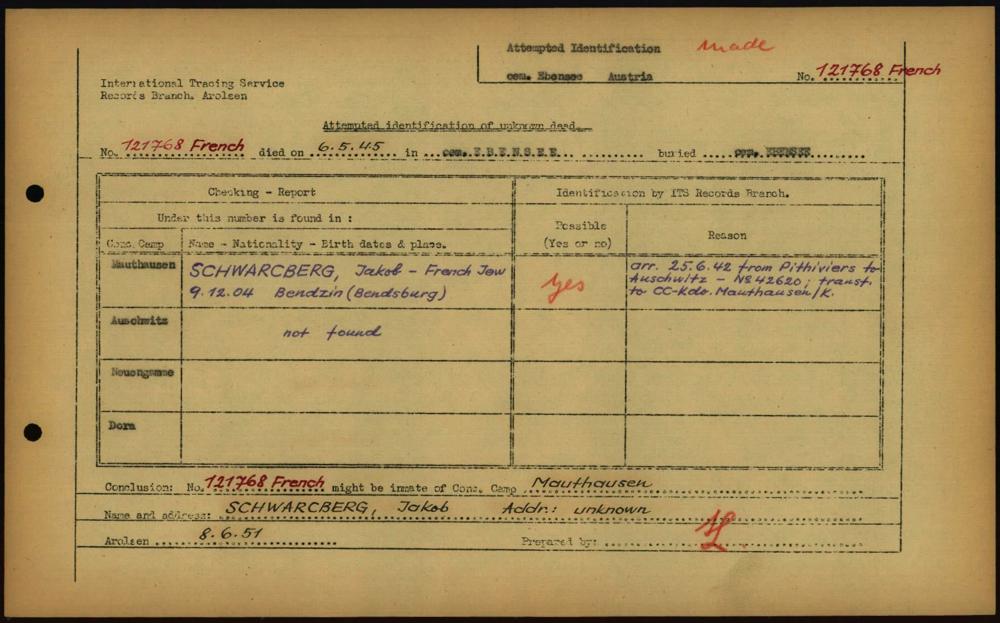 Attempted Identification made
cem. Ebensee Austria No. 121768 French
International Tracing Service
Records Branch. Arolsen
Attempted identification of unknown dead
No. 121768 French died on 6.5.45 in cem. EBENSEE buried cem. EBENSEE
Checking - Report Identification by ITS Records Branch.
Under this number is found in :
Conc. Camp Name - Nationality - Birth dates & place. Possible (Yes or no) Reason
Mauthausen SCHWARCBERG, Jakob - French Jew
9.12.04 Bendzin (Bendsburg)
yes
arr. 25.6.42 from Pithiviers to
Auschwitz - No 42620; transf.
to CC-Kdo. Mauthausen/K.
Auschwitz not found
Neuengamme
Dora
Conclusion: No. 121768 French might be inmate of Conc. Camp Mauthausen
Name and address: SCHWARCBERG, Jakob Addr.: unknown
Arolsen 8.6.51 Prepared by: